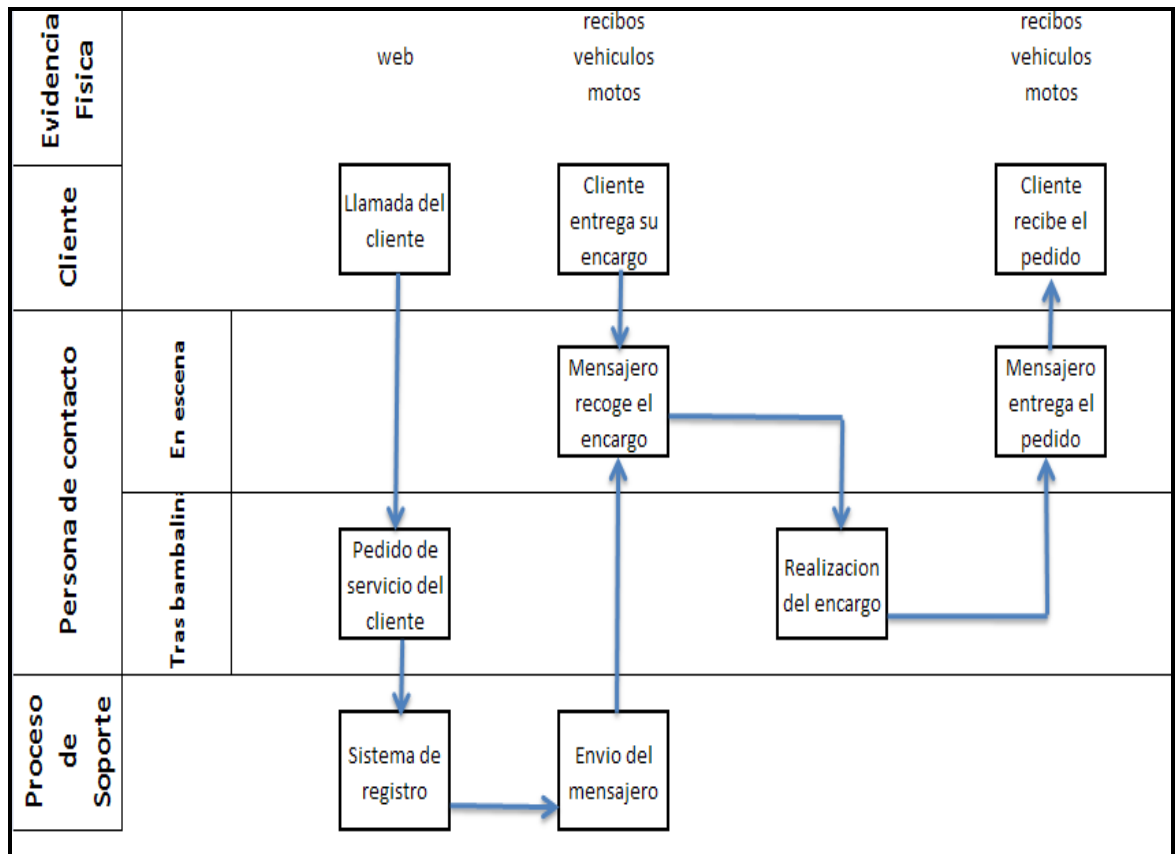 Evidencia
Fisica
web
recibos
vehiculos
motos
recibos
vehiculos
motos
Cliente
Llamada del
cliente
Cliente
entrega su
encargo
Cliente
recibe el
pedido
Persona de contacto
En escena
Mensajero
recoge el
encargo
Mensajero
entrega el
pedido
Tras bambalin
Pedido de
servicio del
cliente
Realizacion
del encargo
Proceso
de
Soporte
Sistema de
registro
Envio del
mensajero